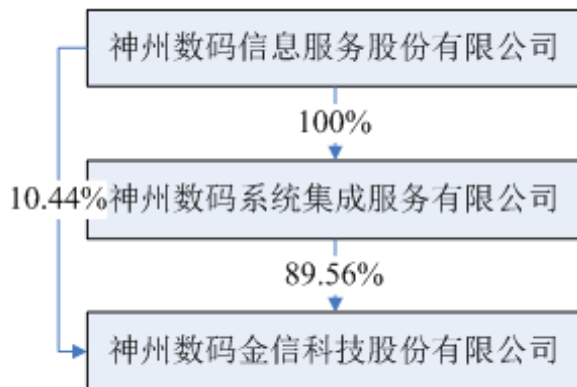 神州数码信息服务股份有限公司
100%
10.44%
神州数码系统集成服务有限公司
89.56%
神州数码金信科技股份有限公司